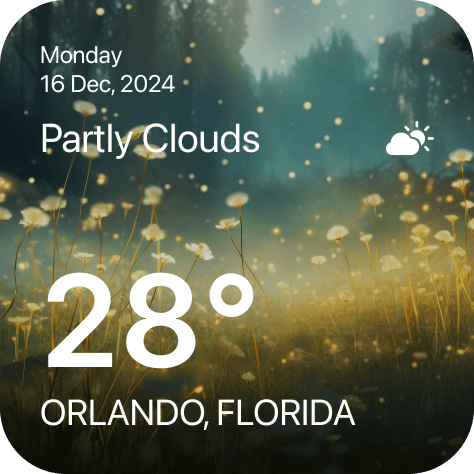 Monday
16 Dec, 2024
Partly Clouds
28°
ORLANDO, FLORIDA